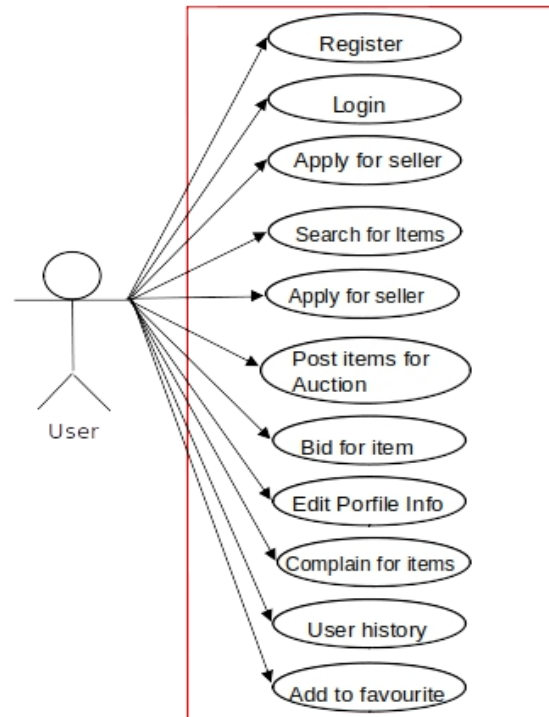 Register
Login
Apply for seller
Search for Items
Apply for seller
Post items for
Auction
User
Bid for item
Edit Porfile Info
Complain for items
User history
Add to favourite